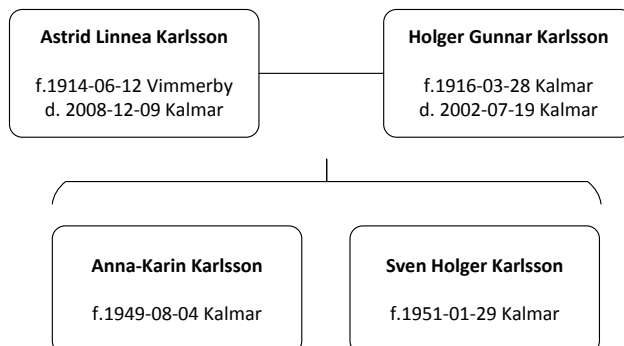 Astrid Linnea Karlsson
f.1914-06-12 Vimmerby
d. 2008-12-09 Kalmar
Holger Gunnar Karlsson
f.1916-03-28 Kalmar
d. 2002-07-19 Kalmar
Anna-Karin Karlsson
f.1949-08-04 Kalmar
Sven Holger Karlsson
f.1951-01-29 Kalmar